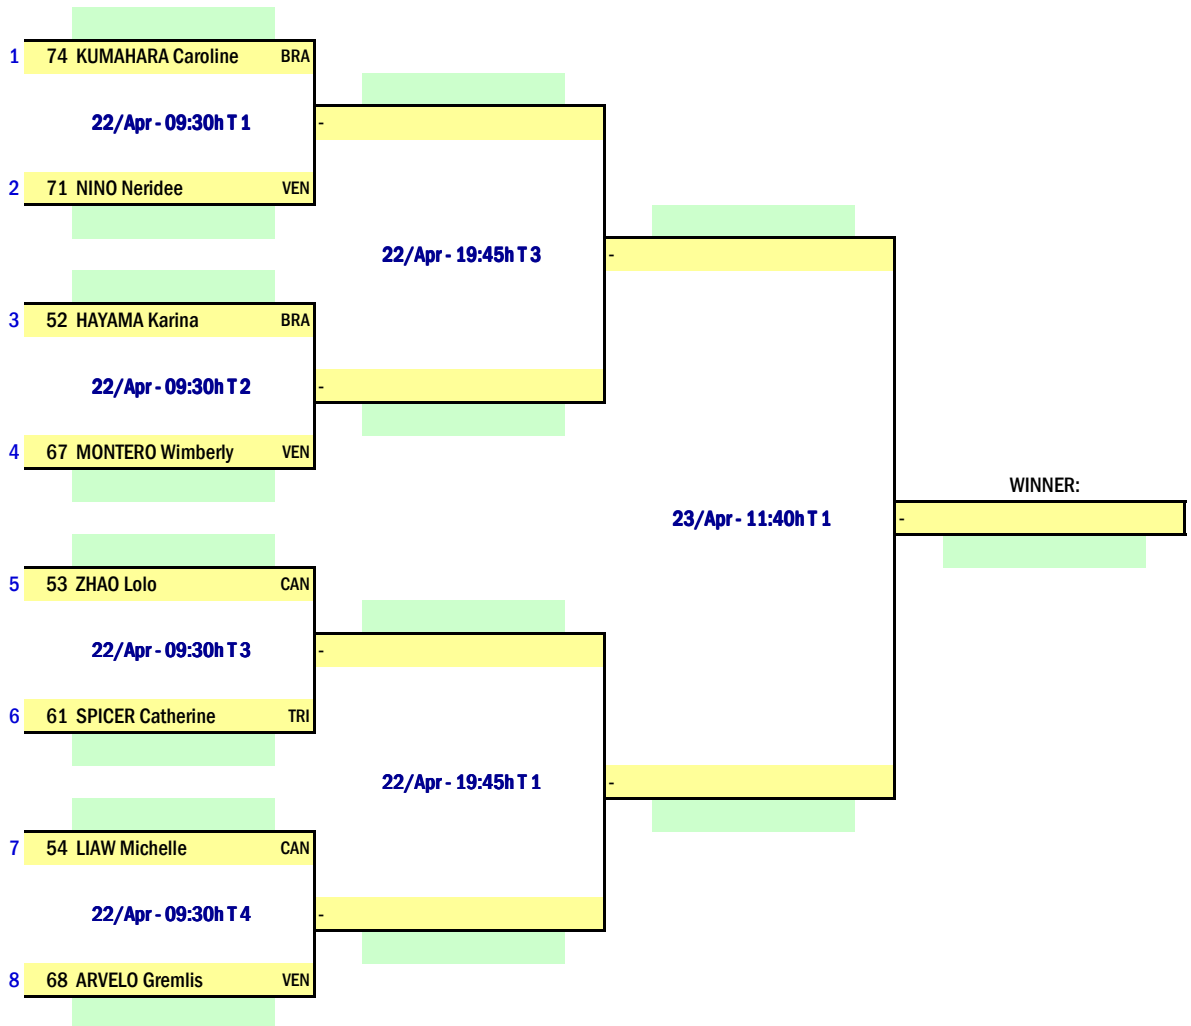 1 74 KUMAHARA Caroline BRA
22/Apr - 09:30h T 1
-
2 71 NINO Neridee VEN
22/Apr - 19:45h T 3
-
3 52 HAYAMA Karina BRA
22/Apr - 09:30h T 2
-
4 67 MONTERO Wimberly VEN
WINNER:
23/Apr - 11:40h T 1
-
5 53 ZHAO Lolo CAN
22/Apr - 09:30h T 3
-
6 61 SPICER Catherine TRI
22/Apr - 19:45h T 1
-
7 54 LIAW Michelle CAN
22/Apr - 09:30h T 4
-
8 68 ARVELO Gremlis VEN